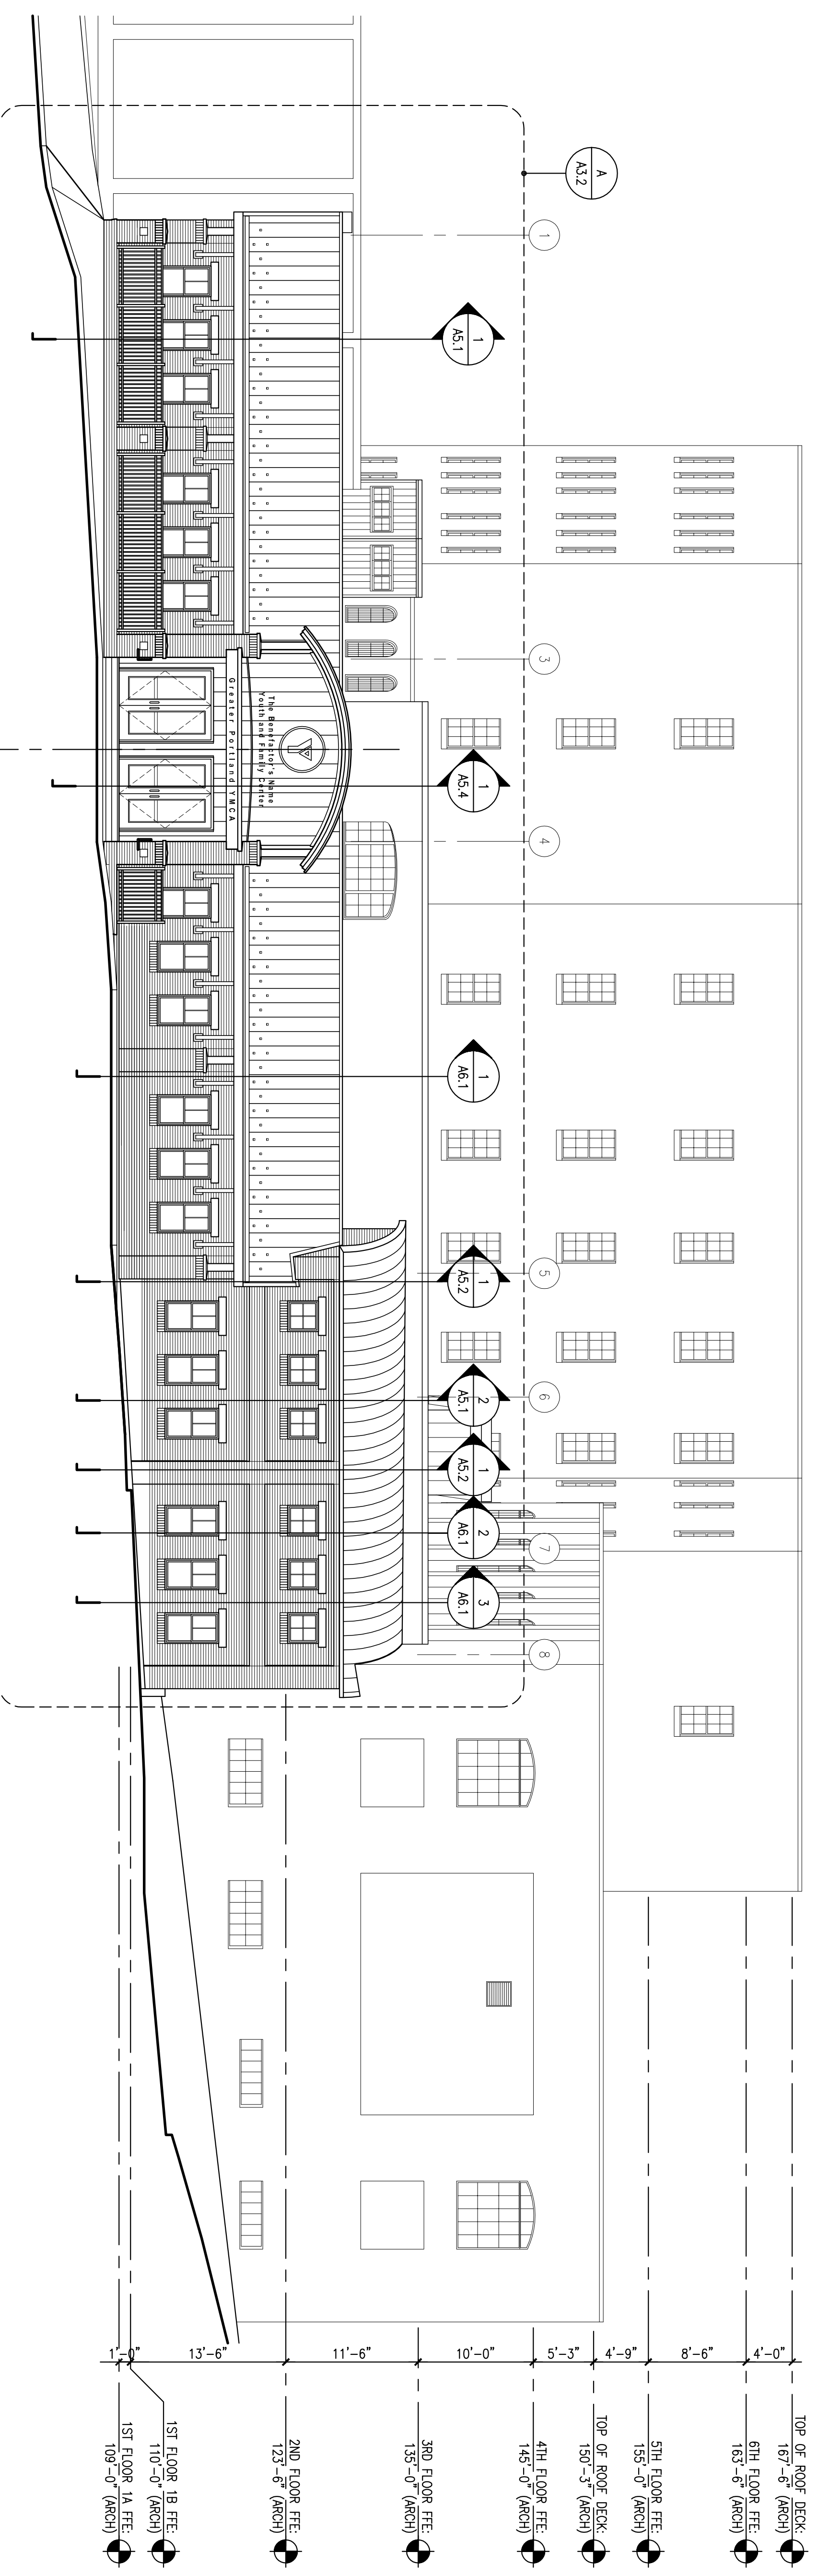 A
A3.2
1
3
4
5
6
7
8
1
A5.1
1
A5.4
1
A6.1
1
A5.2
2
A5.1
1
A5.2
2
A6.1
3
A6.1
The Benefactor's Name
Youth and Family Center
Greater Portland YMCA
4'-0"
8'-6"
4'-9"
5'-3"
10'-0"
11'-6"
13'-6"
1'-0"
TOP OF ROOF DECK:
167'-6" (ARCH)
6TH FLOOR FFE:
163'-6" (ARCH)
5TH FLOOR FFE:
155'-0" (ARCH)
TOP OF ROOF DECK:
150'-3" (ARCH)
4TH FLOOR FFE:
145'-0" (ARCH)
3RD FLOOR FFE:
135'-0" (ARCH)
2ND FLOOR FFE:
123'-6" (ARCH)
1ST FLOOR 1B FFE:
110'-0" (ARCH)
1ST FLOOR 1A FFE:
109'-0" (ARCH)